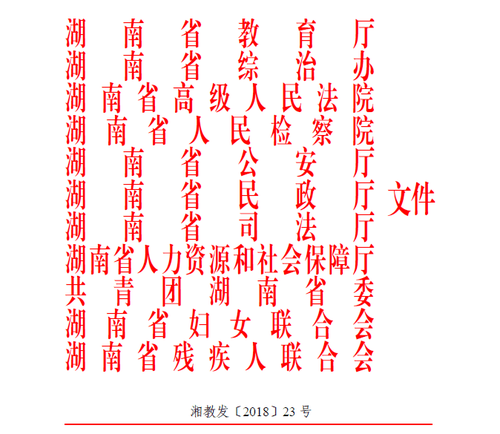 湖南省教育厅
湖南省综治办
湖南省高级人民法院
湖南省人民检察院
湖南省公安厅
湖南省民政厅
湖南省司法厅
湖南省人力资源和社会保障厅
共青团湖南省委
湖南省妇女联合会
湖南省残疾人联合会
文件
湘教发〔2018〕23号